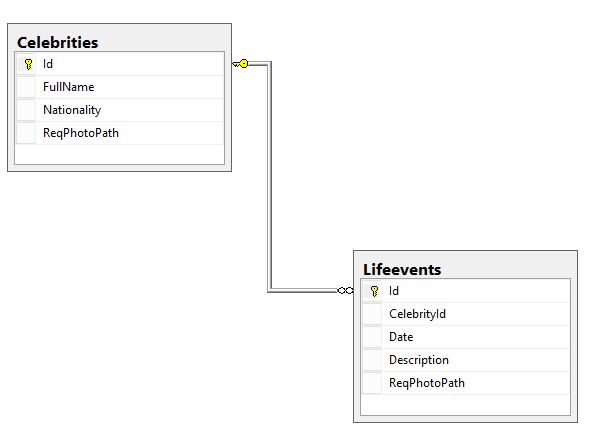 Celebrities
Id
FullName
Nationality
ReqPhotoPath
Lifeevents
Id
CelebrityId
Date
Description
ReqPhotoPath